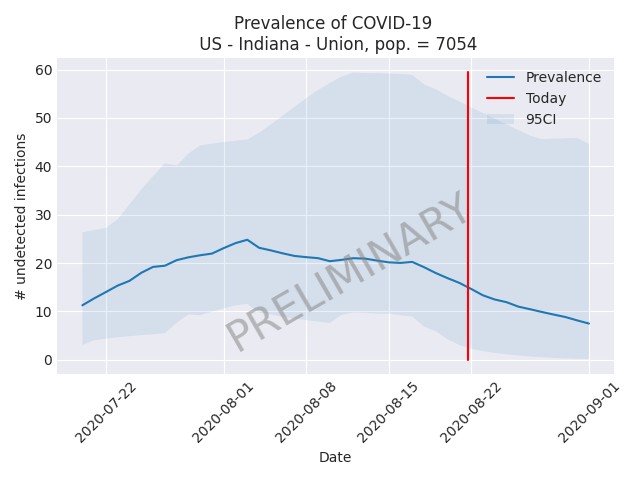 Prevalence of COVID-19
US - Indiana - Union, pop. = 7054
60
50
40
30
20
10
0
# undetected infections
Prevalence
Today
95CI
PRELIMINARY
2020-07-22
2020-08-01
2020-08-08
2020-08-15
2020-08-22
2020-09-01
Date